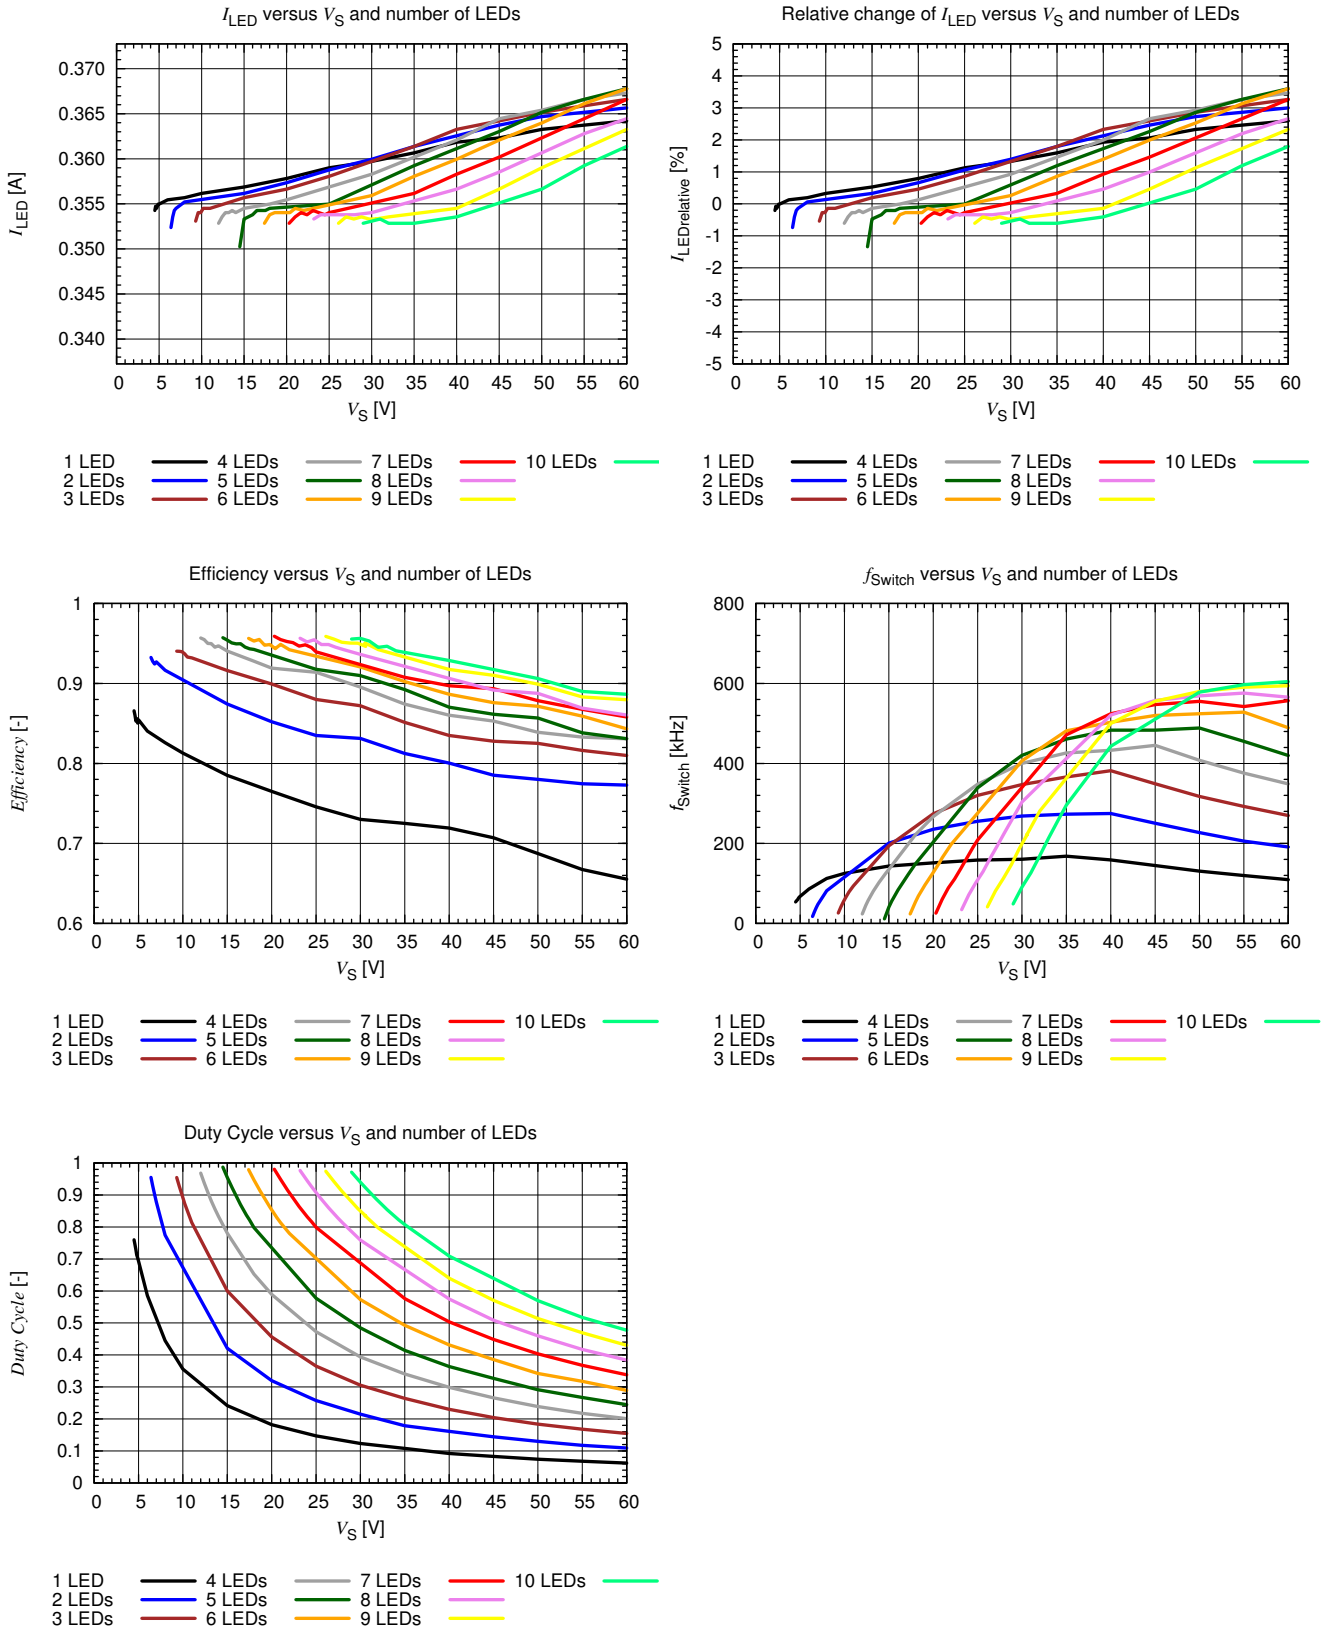 I_LED versus V_S and number of LEDs
0.370
0.365
0.360
0.355
0.350
0.345
0.340
I_LED [A]
0 5 10 15 20 25 30 35 40 45 50 55 60
V_S [V]
1 LED 4 LEDs 7 LEDs 10 LEDs
2 LEDs 5 LEDs 8 LEDs
3 LEDs 6 LEDs 9 LEDs
Relative change of I_LED versus V_S and number of LEDs
5
4
3
2
1
0
-1
-2
-3
-4
-5
I_LEDrelative [%]
0 5 10 15 20 25 30 35 40 45 50 55 60
V_S [V]
1 LED 4 LEDs 7 LEDs 10 LEDs
2 LEDs 5 LEDs 8 LEDs
3 LEDs 6 LEDs 9 LEDs
Efficiency versus V_S and number of LEDs
1
0.9
0.8
0.7
0.6
Efficiency [-]
0 5 10 15 20 25 30 35 40 45 50 55 60
V_S [V]
1 LED 4 LEDs 7 LEDs 10 LEDs
2 LEDs 5 LEDs 8 LEDs
3 LEDs 6 LEDs 9 LEDs
f_Switch versus V_S and number of LEDs
800
600
400
200
0
f_Switch [kHz]
0 5 10 15 20 25 30 35 40 45 50 55 60
V_S [V]
1 LED 4 LEDs 7 LEDs 10 LEDs
2 LEDs 5 LEDs 8 LEDs
3 LEDs 6 LEDs 9 LEDs
Duty Cycle versus V_S and number of LEDs
1
0.9
0.8
0.7
0.6
0.5
0.4
0.3
0.2
0.1
0
Duty Cycle [-]
0 5 10 15 20 25 30 35 40 45 50 55 60
V_S [V]
1 LED 4 LEDs 7 LEDs 10 LEDs
2 LEDs 5 LEDs 8 LEDs
3 LEDs 6 LEDs 9 LEDs